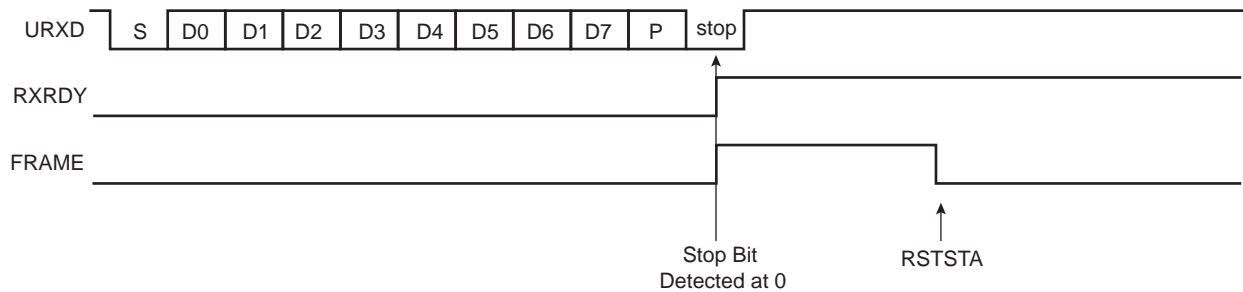 URXD S D0 D1 D2 D3 D4 D5 D6 D7 P stop
RXRDY
FRAME
Stop Bit
Detected at 0
RSTSTA